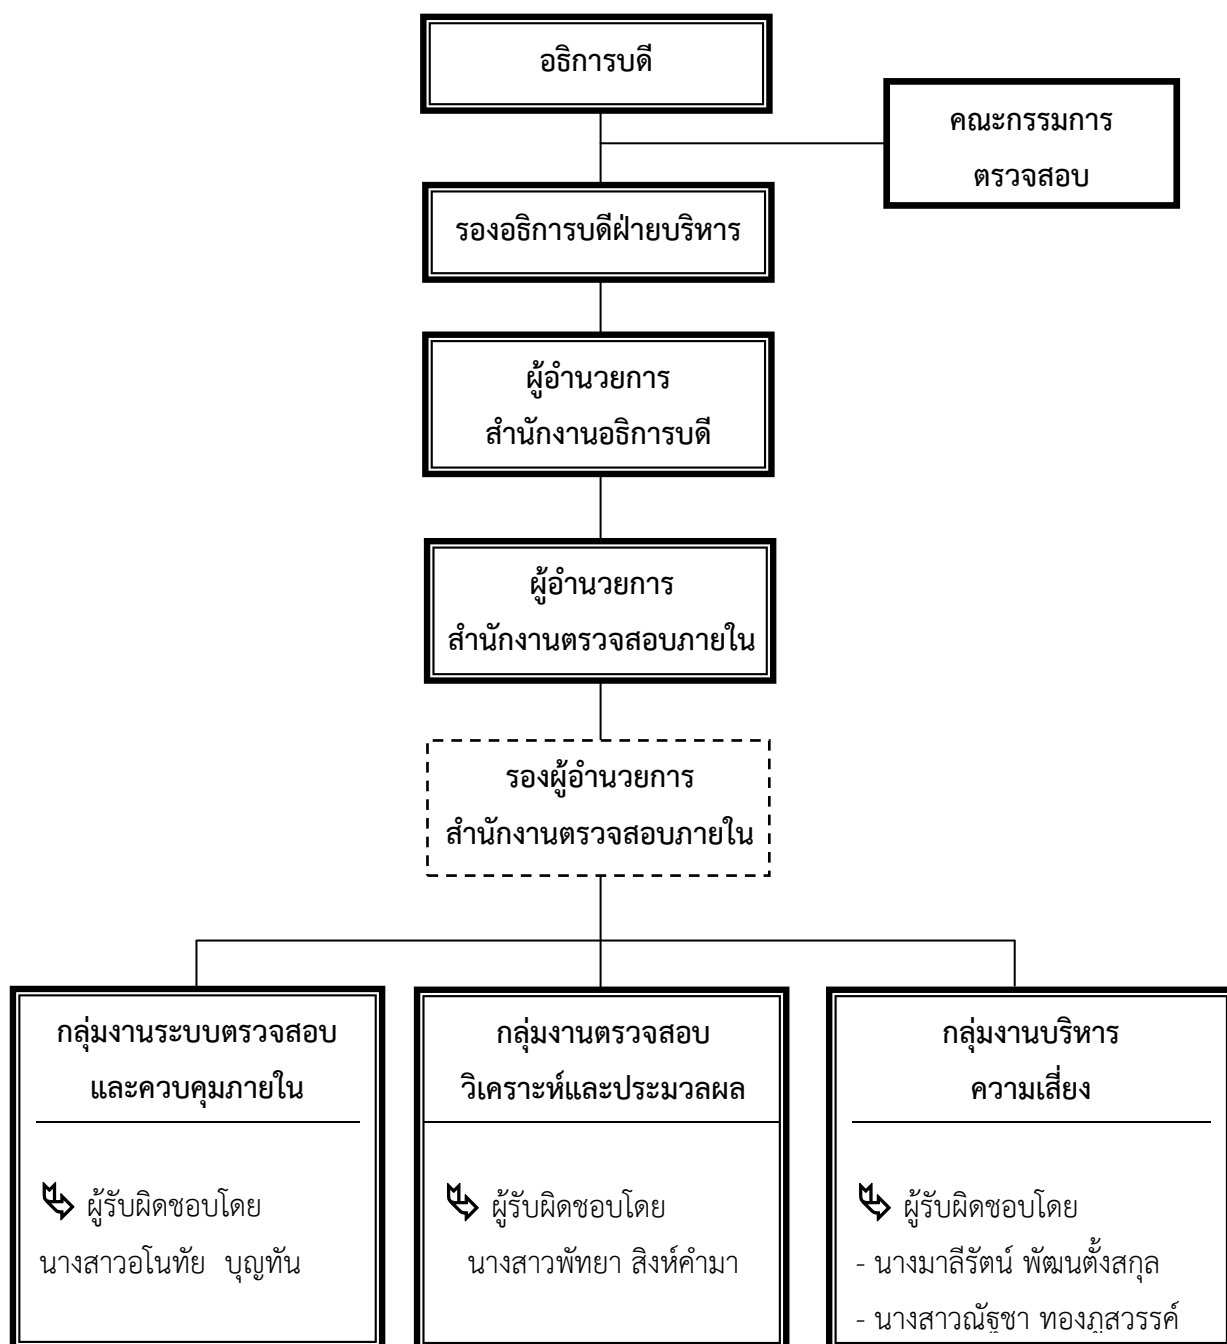 อธิการบดี
คณะกรรมการ
ตรวจสอบ
รองอธิการบดีฝ่ายบริหาร
ผู้อำนวยการ
สำนักงานอธิการบดี
ผู้อำนวยการ
สำนักงานตรวจสอบภายใน
รองผู้อำนวยการ
สำนักงานตรวจสอบภายใน
กลุ่มงานระบบตรวจสอบ
และควบคุมภายใน
ผู้รับผิดชอบโดย
นางสาวอโนทัย บุญทัน
กลุ่มงานตรวจสอบ
วิเคราะห์และประมวลผล
ผู้รับผิดชอบโดย
นางสาวพัทยา สิงห์คำมา
กลุ่มงานบริหาร
ความเสี่ยง
ผู้รับผิดชอบโดย
- นางมาลีรัตน์ พัฒนตั้งสกุล
- นางสาวณัฐชา ทองภูสวรรค์